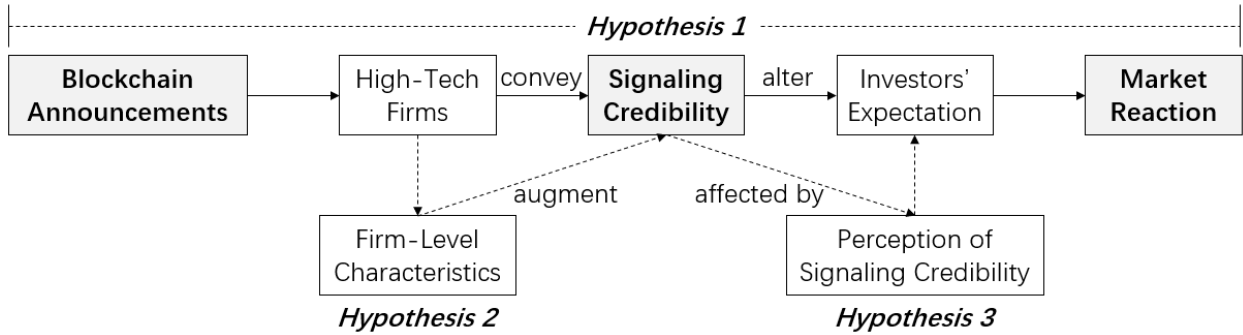 Hypothesis 1
Blockchain
Announcements
High-Tech
Firms
convey
Signaling
Credibility
alter
Investors'
Expectation
Market
Reaction
augment
affected by
Firm-Level
Characteristics
Perception of
Signaling Credibility
Hypothesis 2
Hypothesis 3